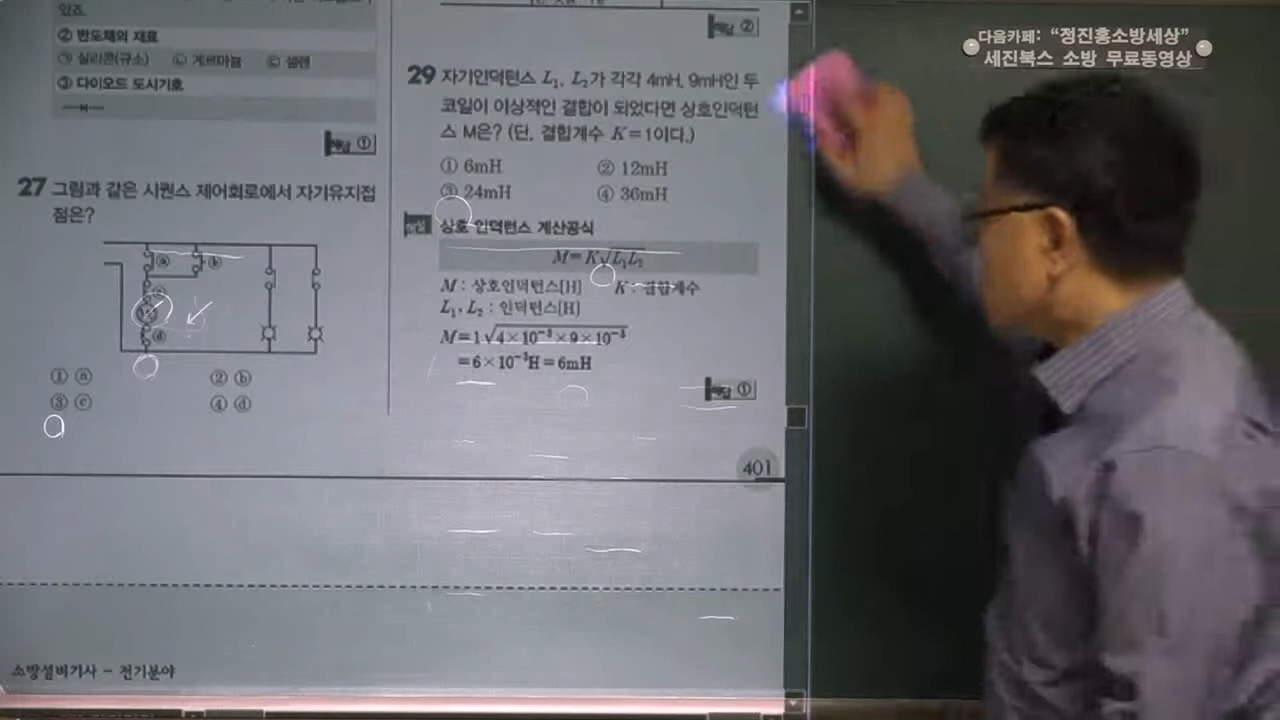 있죠.
② 반도체의 재료
㉠ 실리콘(규소) ㉡ 게르마늄 ㉢ 셀렌
③ 다이오드 도시기호
해답 ①
27 그림과 같은 시퀀스 제어회로에서 자기유지접
점은?
ⓐ ⓑ
ⓓ
① ⓐ ② ⓑ
③ ⓒ ④ ⓓ
해답 ②
29 자기인덕턴스 L₁, L₂가 각각 4mH, 9mH인 두
코일이 이상적인 결합이 되었다면 상호인덕턴
스 M은? (단, 결합계수 K=1이다.)
① 6mH ② 12mH
③ 24mH ④ 36mH
해설 상호 인덕턴스 계산공식
M=K√L₁L₂
M : 상호인덕턴스[H] K : 결합계수
L₁, L₂ : 인덕턴스[H]
M=1√4×10⁻³×9×10⁻³
=6×10⁻³H=6mH
해답 ①
401
소방설비기사 - 전기분야
다음카페: “정진홍소방세상”
세진북스 소방 무료동영상